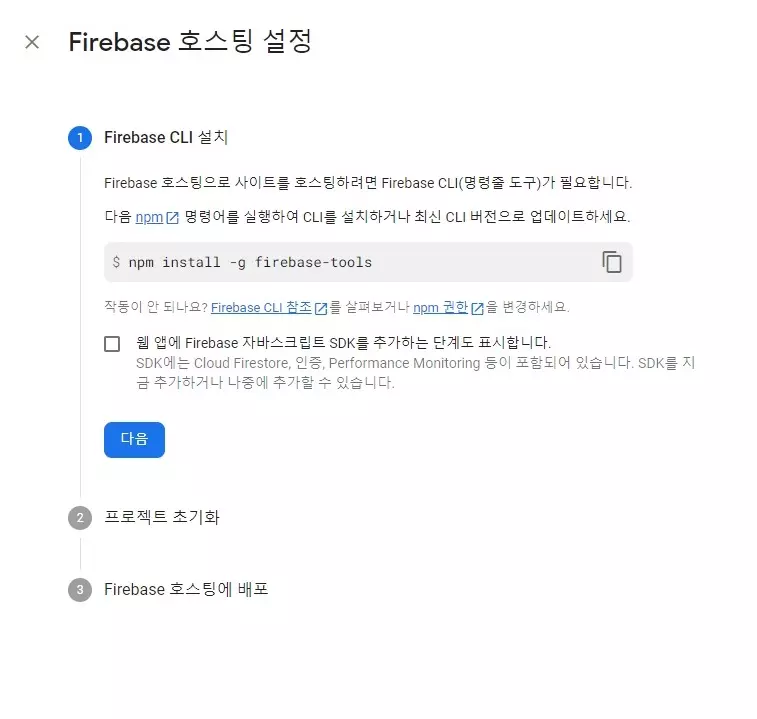 Firebase 호스팅 설정
1 Firebase CLI 설치
Firebase 호스팅으로 사이트를 호스팅하려면 Firebase CLI(명령줄 도구)가 필요합니다.
다음 npm 명령어를 실행하여 CLI를 설치하거나 최신 CLI 버전으로 업데이트하세요.
$ npm install -g firebase-tools
작동이 안 되나요? Firebase CLI 참조를 살펴보거나 npm 권한을 변경하세요.
웹 앱에 Firebase 자바스크립트 SDK를 추가하는 단계도 표시합니다.
SDK에는 Cloud Firestore, 인증, Performance Monitoring 등이 포함되어 있습니다. SDK를 지
금 추가하거나 나중에 추가할 수 있습니다.
다음
2 프로젝트 초기화
3 Firebase 호스팅에 배포